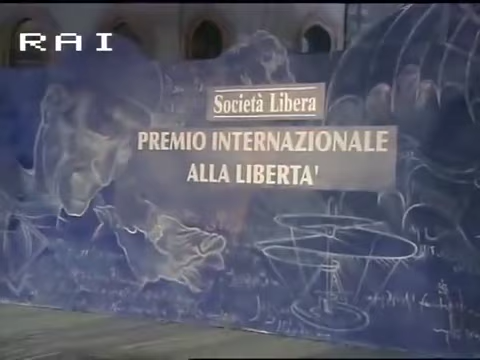 RAI
Società Libera
PREMIO INTERNAZIONALE
ALLA LIBERTA'